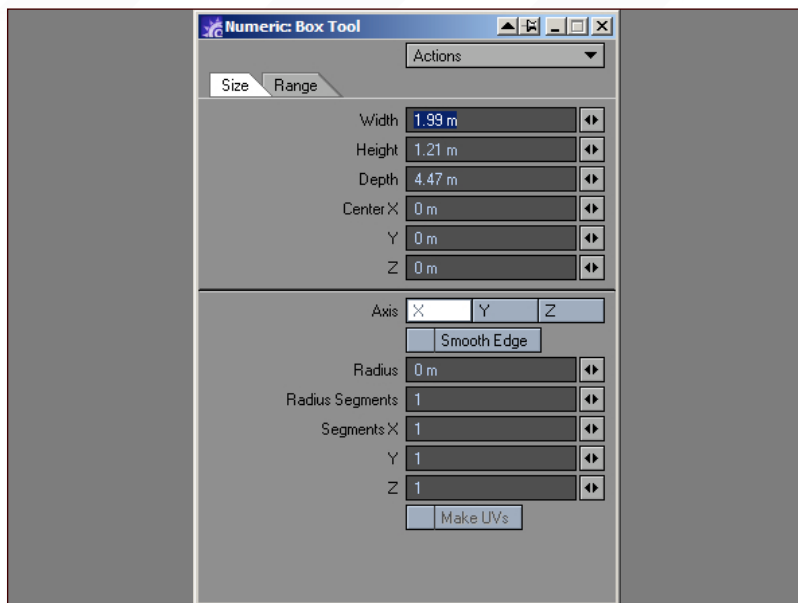 Numeric: Box Tool
Actions
Size Range
Width 1.99 m
Height 1.21 m
Depth 4.47 m
Center X 0 m
Y 0 m
Z 0 m
Axis X Y Z
Smooth Edge
Radius 0 m
Radius Segments 1
Segments X 1
Y 1
Z 1
Make UVs